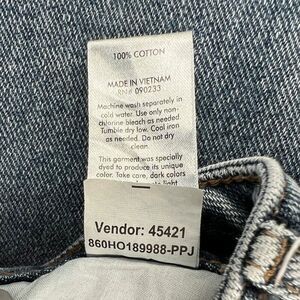 100% COTTON
MADE IN VIETNAM
RN# 090233
Machine wash separately in
cold water. Use only non-
chlorine bleach as needed.
Tumble dry low. Cool iron
as needed. Do not dry
clean.
This garment was specially
dyed to produce its unique
color. Take care, dark colors
light
Vendor: 45421
860HO189988-PPJ